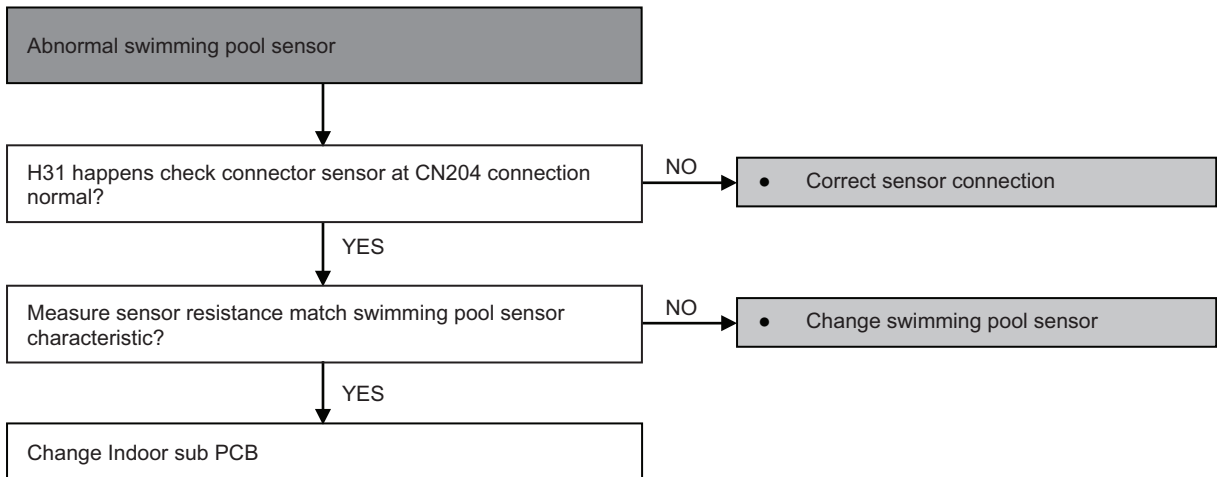 Abnormal swimming pool sensor
H31 happens check connector sensor at CN204 connection
normal?
NO
● Correct sensor connection
YES
Measure sensor resistance match swimming pool sensor
characteristic?
NO
● Change swimming pool sensor
YES
Change Indoor sub PCB